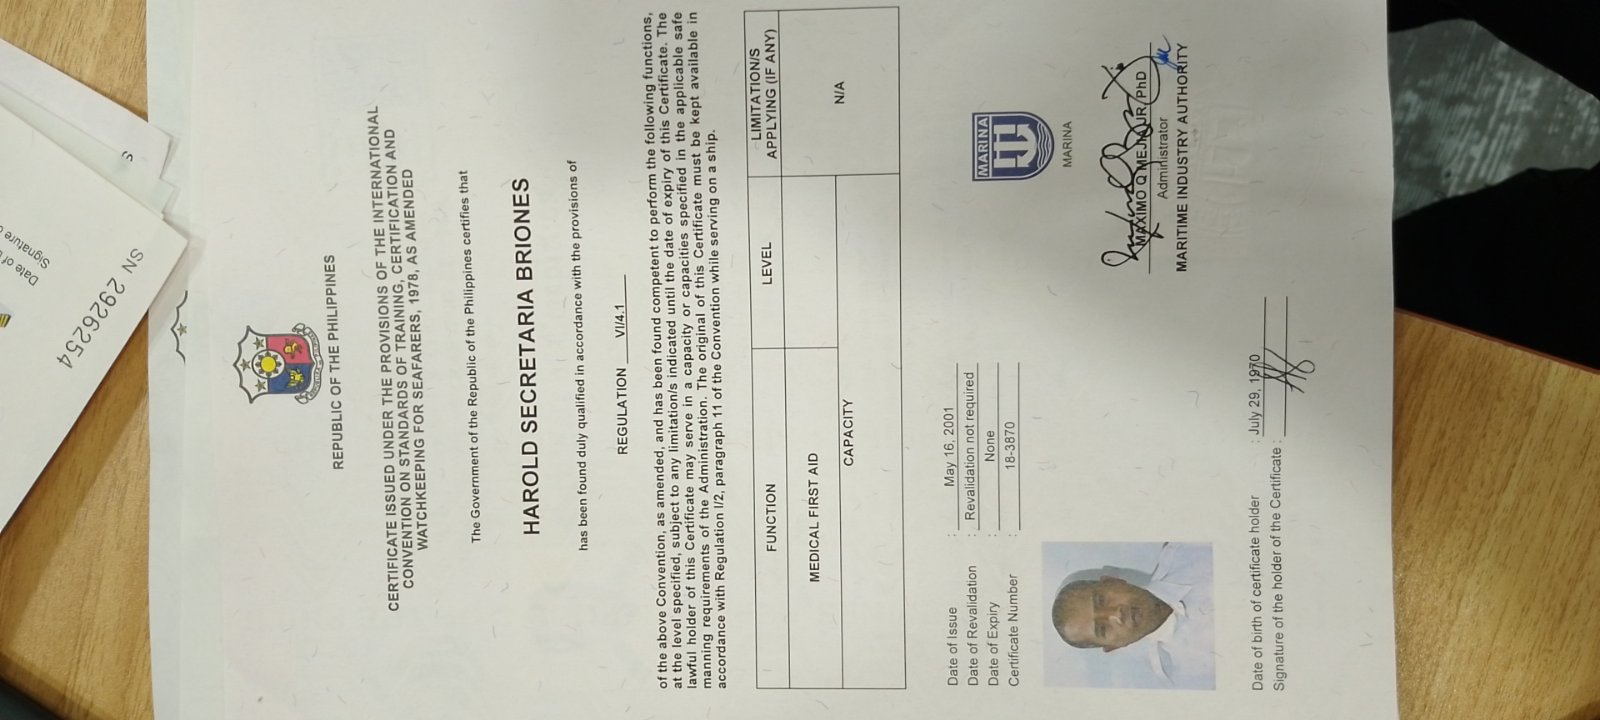 REPUBLIC OF THE PHILIPPINES
CERTIFICATE ISSUED UNDER THE PROVISIONS OF THE INTERNATIONAL
CONVENTION ON STANDARDS OF TRAINING, CERTIFICATION AND
WATCHKEEPING FOR SEAFARERS, 1978, AS AMENDED
The Government of the Republic of the Philippines certifies that
HAROLD SECRETARIA BRIONES
has been found duly qualified in accordance with the provisions of
REGULATION VI/4.1
of the above Convention, as amended, and has been found competent to perform the following functions,
at the level specified, subject to any limitation/s indicated until the date of expiry of this Certificate. The
lawful holder of this Certificate may serve in a capacity or capacities specified in the applicable safe
manning requirements of the Administration. The original of this Certificate must be kept available in
accordance with Regulation I/2, paragraph 11 of the Convention while serving on a ship.
FUNCTION LEVEL LIMITATION/S
APPLYING (IF ANY)
MEDICAL FIRST AID N/A
CAPACITY
Date of Issue : May 16, 2001
Date of Revalidation : Revalidation not required
Date of Expiry : None
Certificate Number : 18-3870
MARINA
MARINA
MAXIMO Q MEJIA JR, PhD
Administrator
MARITIME INDUSTRY AUTHORITY
Date of birth of certificate holder : July 29, 1970
Signature of the holder of the Certificate :
Date of
Signature
SN 2926254